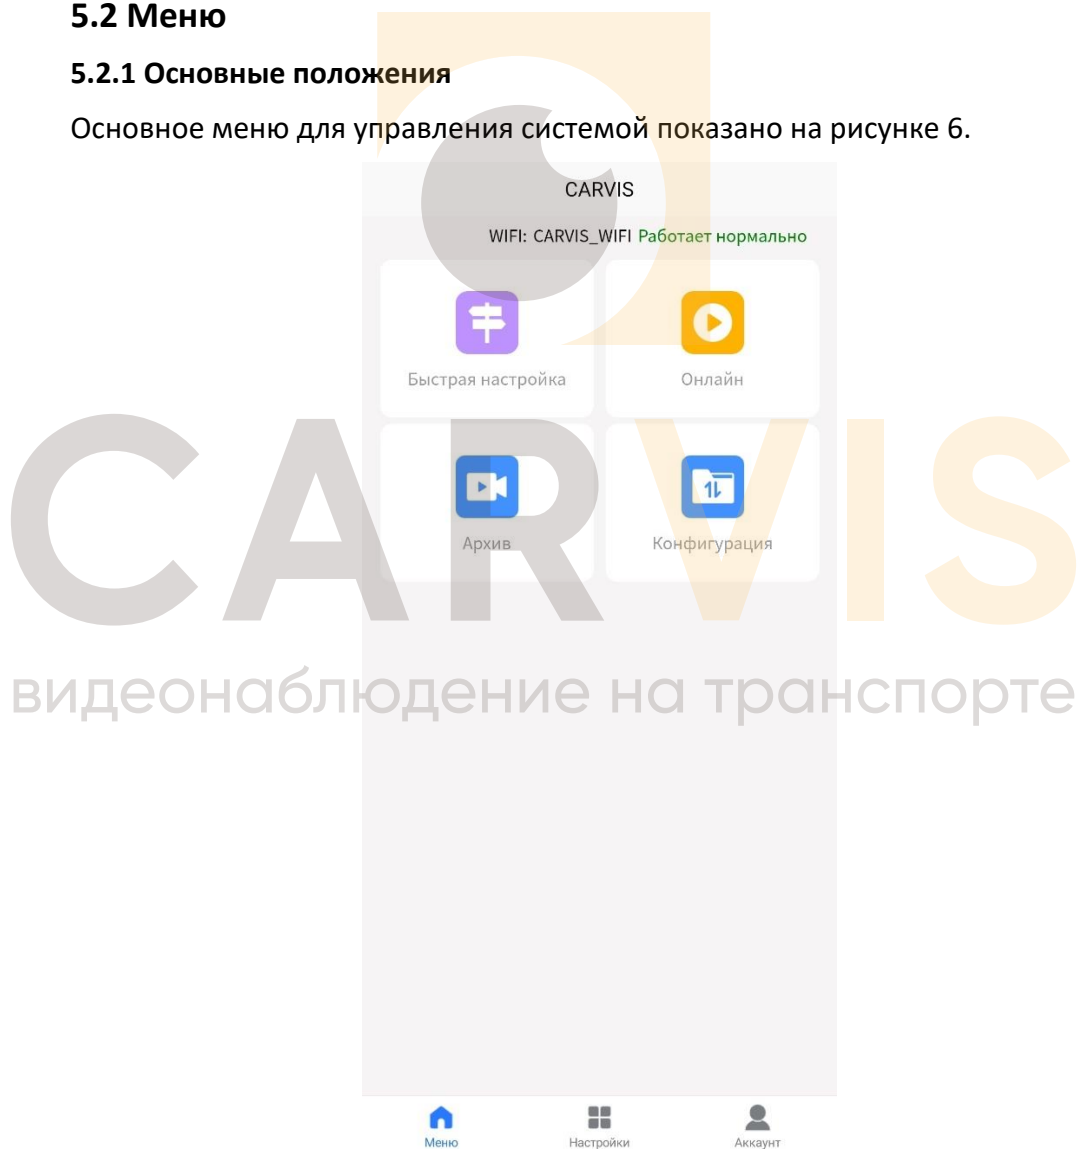 5.2 Меню
5.2.1 Основные положения
Основное меню для управления системой показано на рисунке 6.
CARVIS
WIFI: CARVIS_WIFI Работает нормально
Быстрая настройка
Онлайн
Архив
Конфигурация
CARVIS
видеонаблюдение на транспорте
Меню
Настройки
Аккаунт